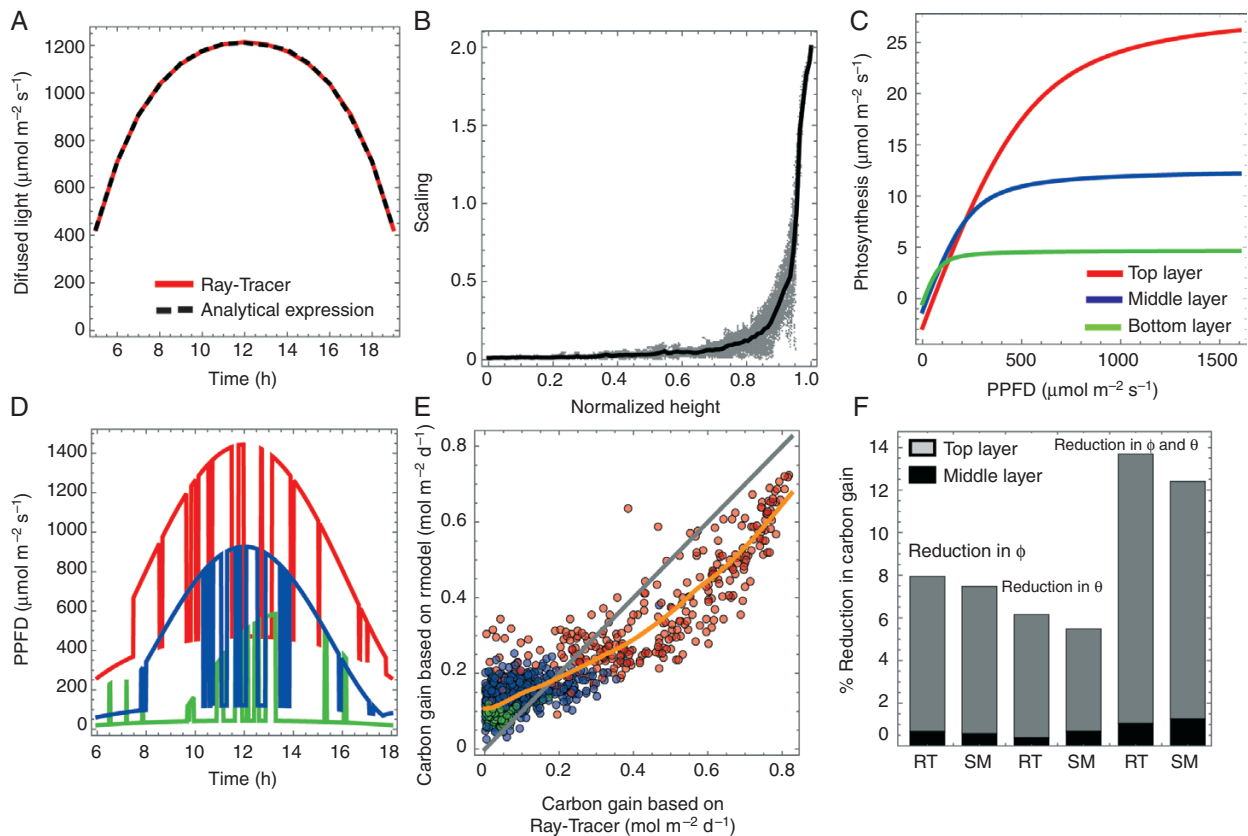 A
Difused light (µmol m⁻² s⁻¹)
1200
1000
800
600
400
200
0
Ray-Tracer
Analytical expression
6 8 10 12 14 16 18
Time (h)
B
Scaling
2.0
1.5
1.0
0.5
0
0 0.2 0.4 0.6 0.8 1.0
Normalized height
C
Phtosynthesis (µmol m⁻² s⁻¹)
25
20
15
10
5
0
Top layer
Middle layer
Bottom layer
0 500 1000 1500
PPFD (µmol m⁻² s⁻¹)
D
PPFD (µmol m⁻² s⁻¹)
1400
1200
1000
800
600
400
200
0
6 8 10 12 14 16 18
Time (h)
E
Carbon gain based on rmodel (mol m⁻² d⁻¹)
0.8
0.6
0.4
0.2
0
0 0.2 0.4 0.6 0.8
Carbon gain based on
Ray-Tracer (mol m⁻² d⁻¹)
F
% Reduction in carbon gain
14
12
10
8
6
4
2
0
Top layer
Middle layer
Reduction in ϕ and θ
Reduction in ϕ
Reduction in θ
RT SM RT SM RT SM